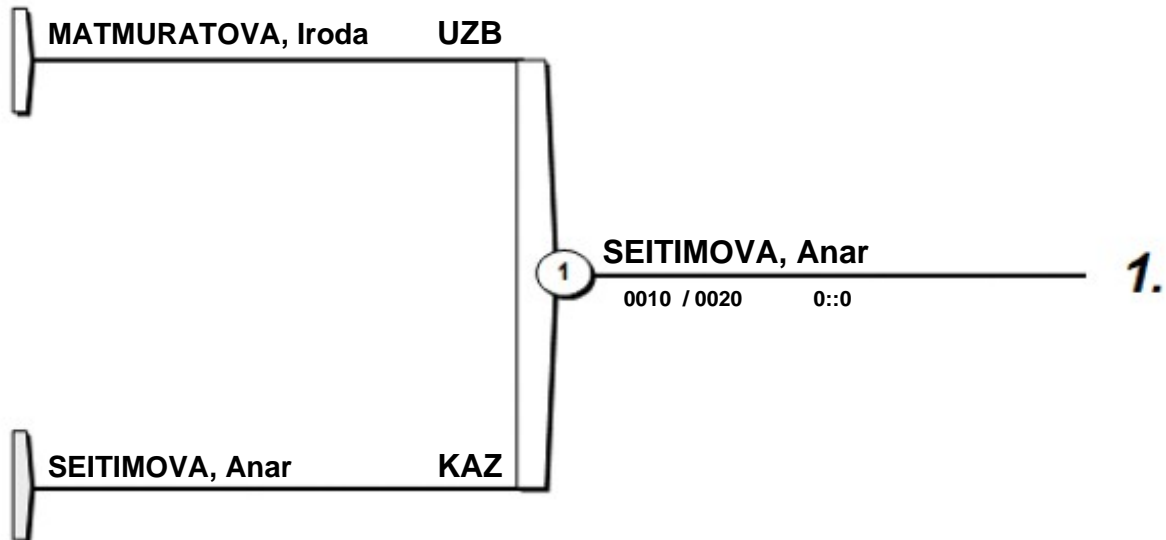 MATMURATOVA, Iroda UZB
1 SEITIMOVA, Anar 1.
0010 / 0020 0::0
SEITIMOVA, Anar KAZ